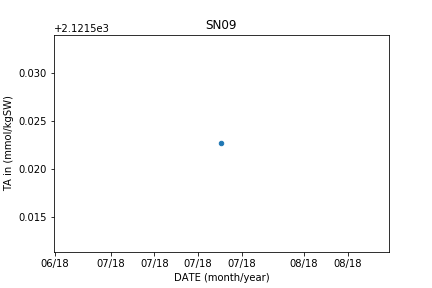 SN09
+2.1215e3
0.030
0.025
0.020
0.015
TA in (mmol/kgSW)
06/18 07/18 07/18 07/18 07/18 08/18 08/18
DATE (month/year)